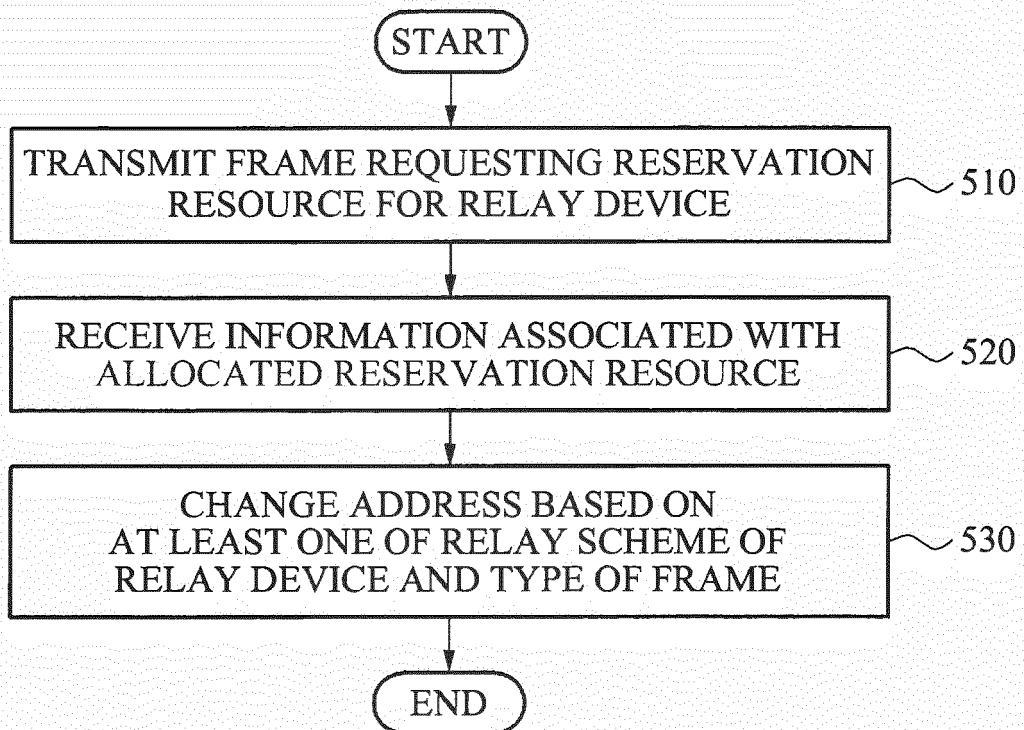 START
TRANSMIT FRAME REQUESTING RESERVATION
RESOURCE FOR RELAY DEVICE
510
RECEIVE INFORMATION ASSOCIATED WITH
ALLOCATED RESERVATION RESOURCE
520
CHANGE ADDRESS BASED ON
AT LEAST ONE OF RELAY SCHEME OF
RELAY DEVICE AND TYPE OF FRAME
530
END